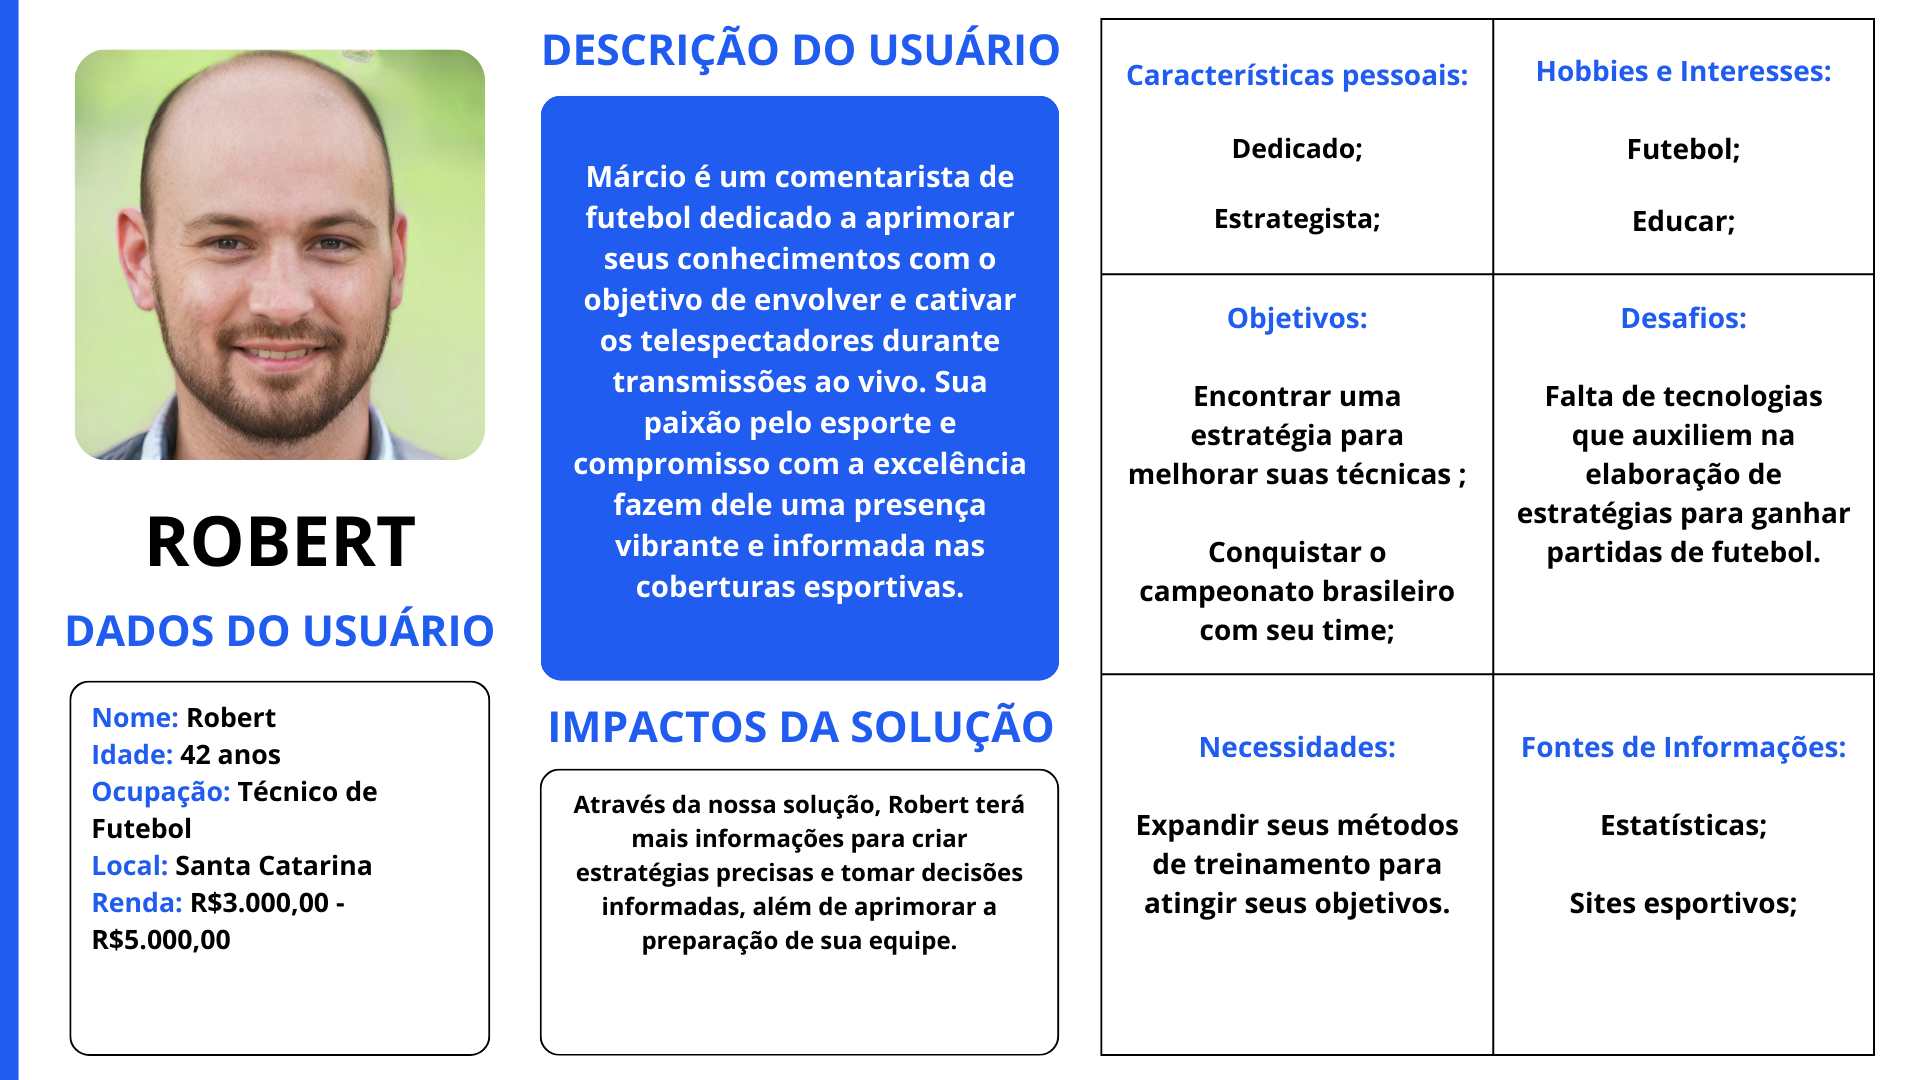 ROBERT
DADOS DO USUÁRIO
Nome: Robert
Idade: 42 anos
Ocupação: Técnico de
Futebol
Local: Santa Catarina
Renda: R$3.000,00 -
R$5.000,00
DESCRIÇÃO DO USUÁRIO
Márcio é um comentarista de
futebol dedicado a aprimorar
seus conhecimentos com o
objetivo de envolver e cativar
os telespectadores durante
transmissões ao vivo. Sua
paixão pelo esporte e
compromisso com a excelência
fazem dele uma presença
vibrante e informada nas
coberturas esportivas.
IMPACTOS DA SOLUÇÃO
Através da nossa solução, Robert terá
mais informações para criar
estratégias precisas e tomar decisões
informadas, além de aprimorar a
preparação de sua equipe.
Características pessoais:
Dedicado;
Estrategista;
Hobbies e Interesses:
Futebol;
Educar;
Objetivos:
Encontrar uma
estratégia para
melhorar suas técnicas ;
Conquistar o
campeonato brasileiro
com seu time;
Desafios:
Falta de tecnologias
que auxiliem na
elaboração de
estratégias para ganhar
partidas de futebol.
Necessidades:
Expandir seus métodos
de treinamento para
atingir seus objetivos.
Fontes de Informações:
Estatísticas;
Sites esportivos;